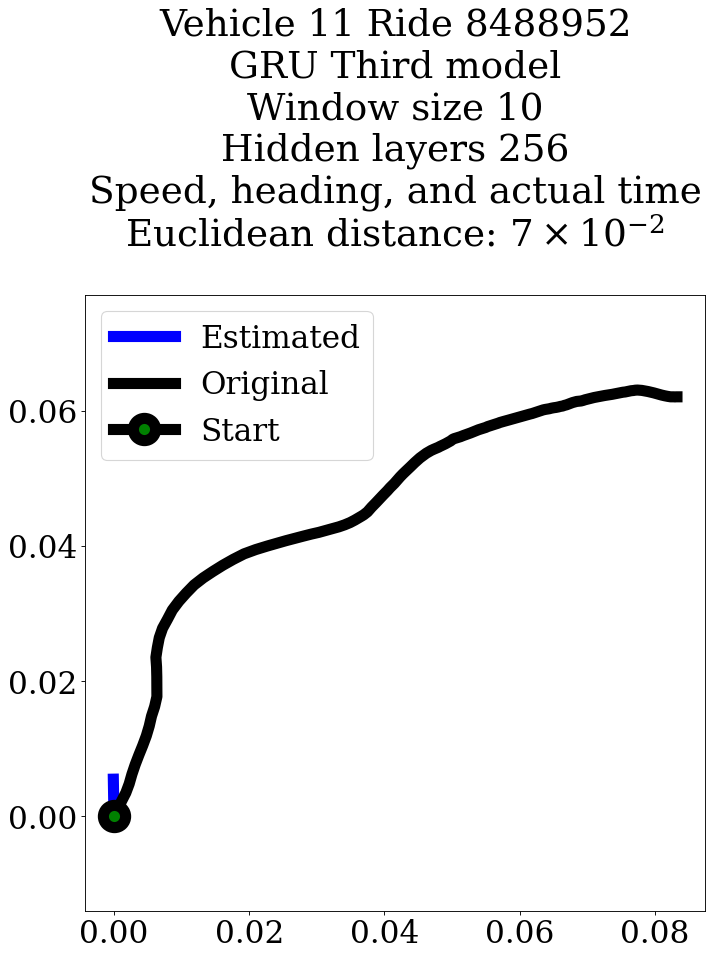 Vehicle 11 Ride 8488952
GRU Third model
Window size 10
Hidden layers 256
Speed, heading, and actual time
Euclidean distance: $7 \times 10^{-2}$
Estimated
Original
Start
0.06
0.04
0.02
0.00
0.00 0.02 0.04 0.06 0.08